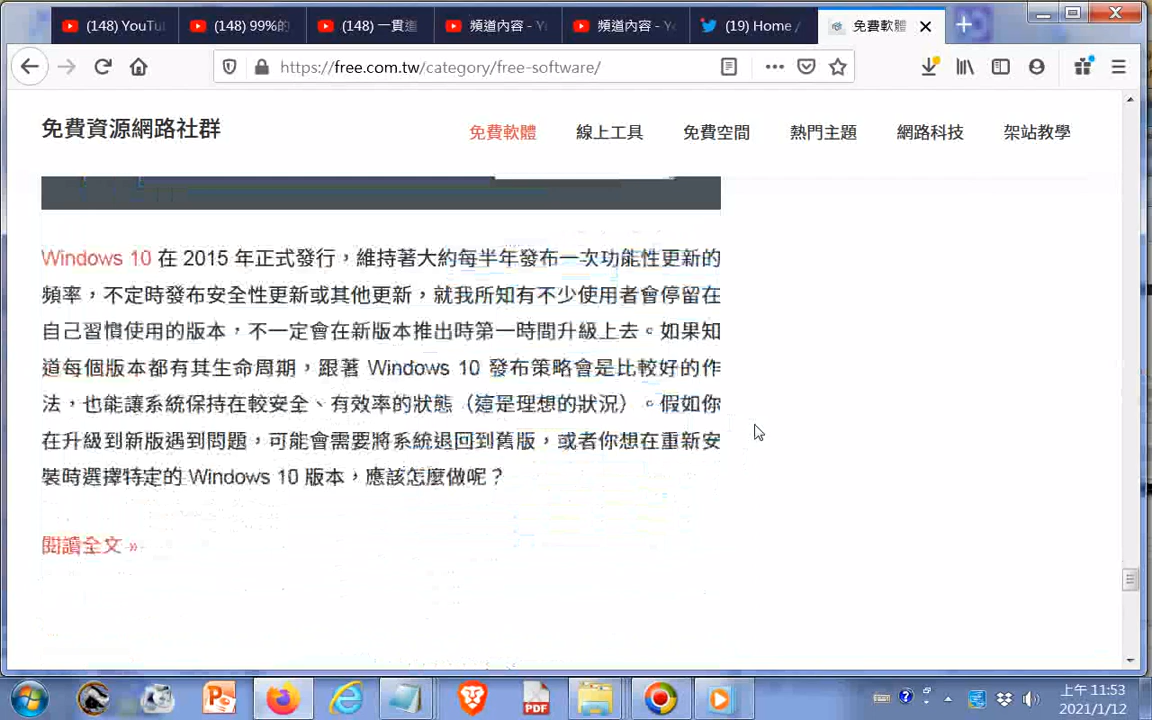 (148) YouTu
(148) 99%的
(148) 一貫道
頻道內容 - Yo
頻道內容 - Yo
(19) Home /
免費軟體
https://free.com.tw/category/free-software/
免費資源網路社群
免費軟體
線上工具
免費空間
熱門主題
網路科技
架站教學
Windows 10 在 2015 年正式發行，維持著大約每半年發布一次功能性更新的
頻率，不定時發布安全性更新或其他更新，就我所知有不少使用者會停留在
自己習慣使用的版本，不一定會在新版本推出時第一時間升級上去。如果知
道每個版本都有其生命周期，跟著 Windows 10 發布策略會是比較好的作
法，也能讓系統保持在較安全、有效率的狀態（這是理想的狀況）。假如你
在升級到新版遇到問題，可能會需要將系統退回到舊版，或者你想在重新安
裝時選擇特定的 Windows 10 版本，應該怎麼做呢？
閱讀全文 »
PDF
上午 11:53
2021/1/12